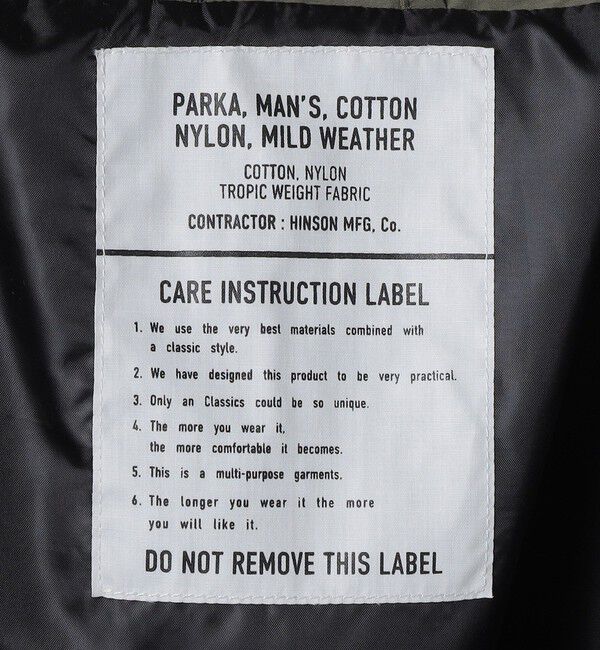 PARKA, MAN'S, COTTON
NYLON, MILD WEATHER
COTTON, NYLON
TROPIC WEIGHT FABRIC
CONTRACTOR : HINSON MFG, Co.
CARE INSTRUCTION LABEL
1. We use the very best materials combined with
a classic style.
2. We have designed this product to be very practical.
3. Only an Classics could be so unique.
4. The more you wear it,
the more comfortable it becomes.
5. This is a multi-purpose garments.
6. The longer you wear it the more
you will like it.
DO NOT REMOVE THIS LABEL